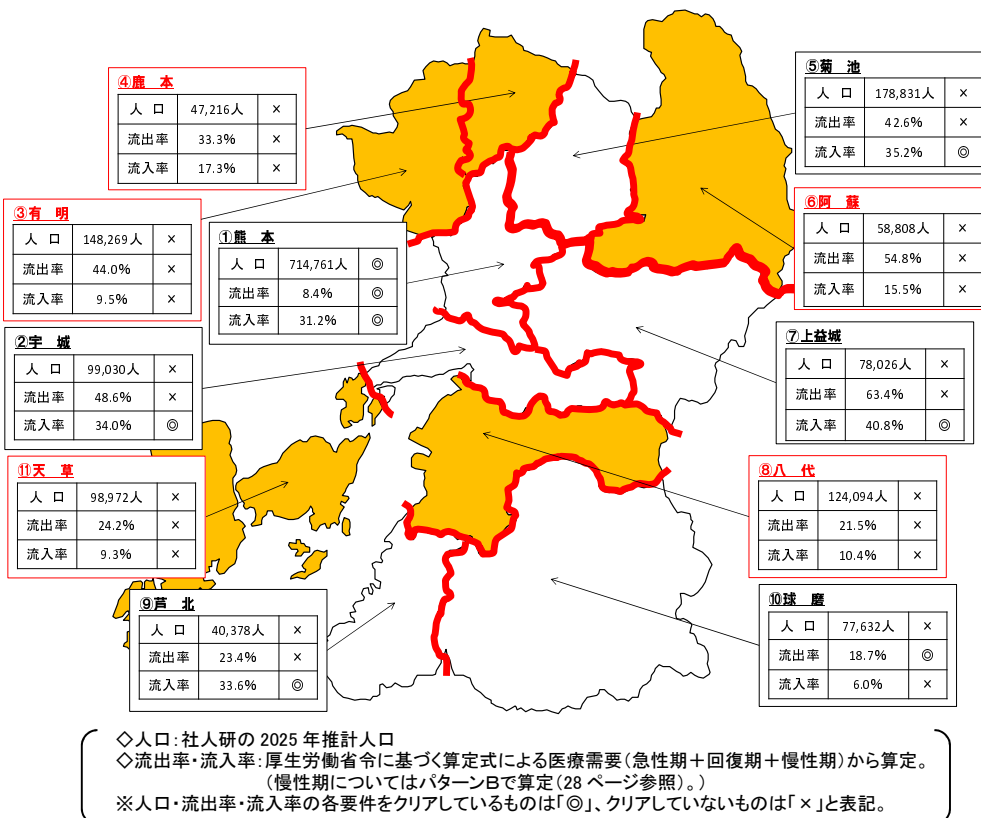 ④鹿　本
人　口 47,216人 ×
流出率 33.3% ×
流入率 17.3% ×
⑤菊　池
人　口 178,831人 ×
流出率 42.6% ×
流入率 35.2% ◎
③有　明
人　口 148,269人 ×
流出率 44.0% ×
流入率 9.5% ×
①熊　本
人　口 714,761人 ◎
流出率 8.4% ◎
流入率 31.2% ◎
⑥阿　蘇
人　口 58,808人 ×
流出率 54.8% ×
流入率 15.5% ×
②宇　城
人　口 99,030人 ×
流出率 48.6% ×
流入率 34.0% ◎
⑦上益城
人　口 78,026人 ×
流出率 63.4% ×
流入率 40.8% ◎
⑪天　草
人　口 98,972人 ×
流出率 24.2% ×
流入率 9.3% ×
⑧八　代
人　口 124,094人 ×
流出率 21.5% ×
流入率 10.4% ×
⑨芦　北
人　口 40,378人 ×
流出率 23.4% ×
流入率 33.6% ◎
⑩球　磨
人　口 77,632人 ×
流出率 18.7% ◎
流入率 6.0% ×
◇人口：社人研の 2025 年推計人口
◇流出率・流入率：厚生労働省令に基づく算定式による医療需要（急性期＋回復期＋慢性期）から算定。
（慢性期についてはパターンBで算定（28 ページ参照）。）
※人口・流出率・流入率の各要件をクリアしているものは「◎」、クリアしていないものは「×」と表記。